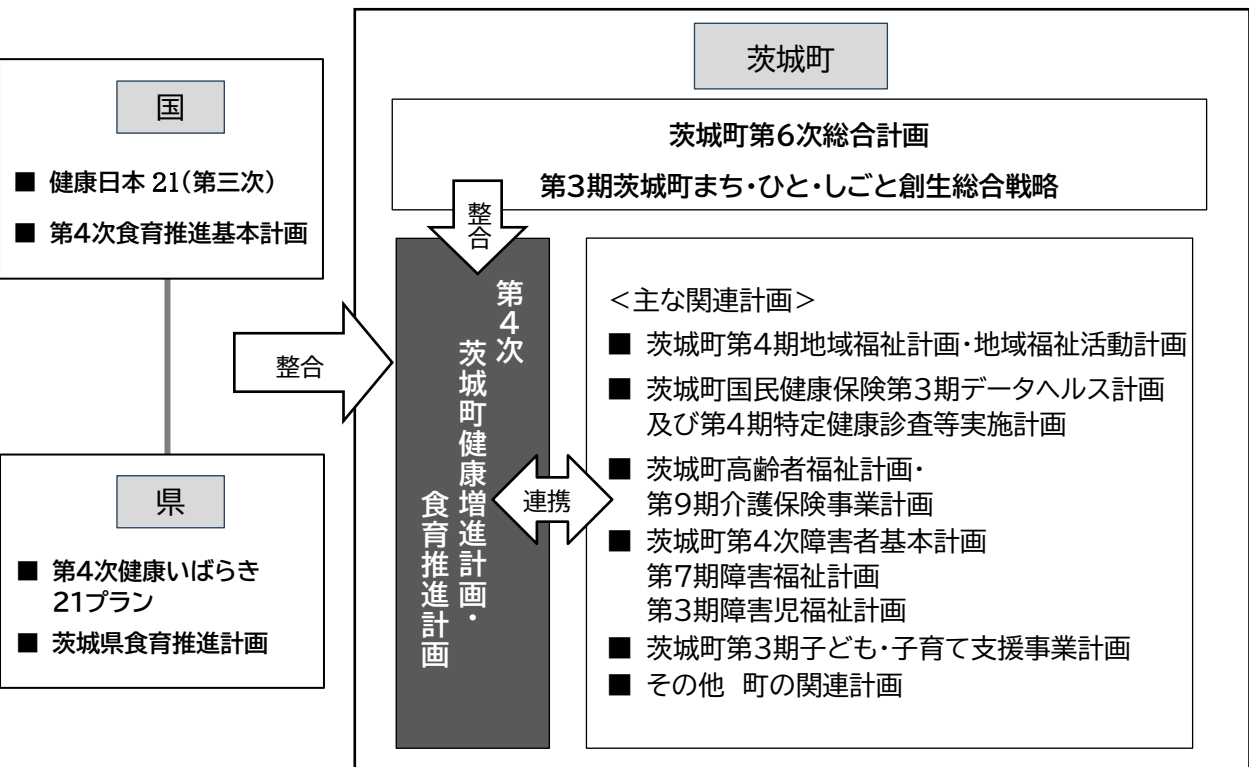 国
■ 健康日本 21(第三次)
■ 第4次食育推進基本計画
県
■ 第4次健康いばらき
21プラン
■ 茨城県食育推進計画
整合
茨城町
茨城町第6次総合計画
第3期茨城町まち・ひと・しごと創生総合戦略
整合
第4次
茨城町健康増進計画・
食育推進計画
連携
＜主な関連計画＞
■ 茨城町第4期地域福祉計画・地域福祉活動計画
■ 茨城町国民健康保険第3期データヘルス計画
及び第4期特定健康診査等実施計画
■ 茨城町高齢者福祉計画・
第9期介護保険事業計画
■ 茨城町第4次障害者基本計画
第7期障害福祉計画
第3期障害児福祉計画
■ 茨城町第3期子ども・子育て支援事業計画
■ その他 町の関連計画